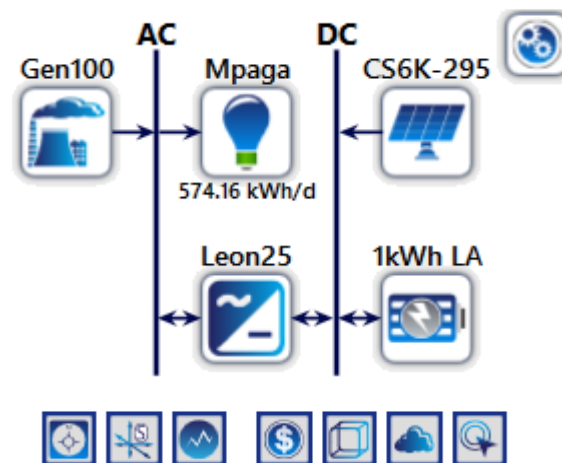 AC DC
Gen100 Mpaga CS6K-295
574.16 kWh/d
Leon25 1kWh LA